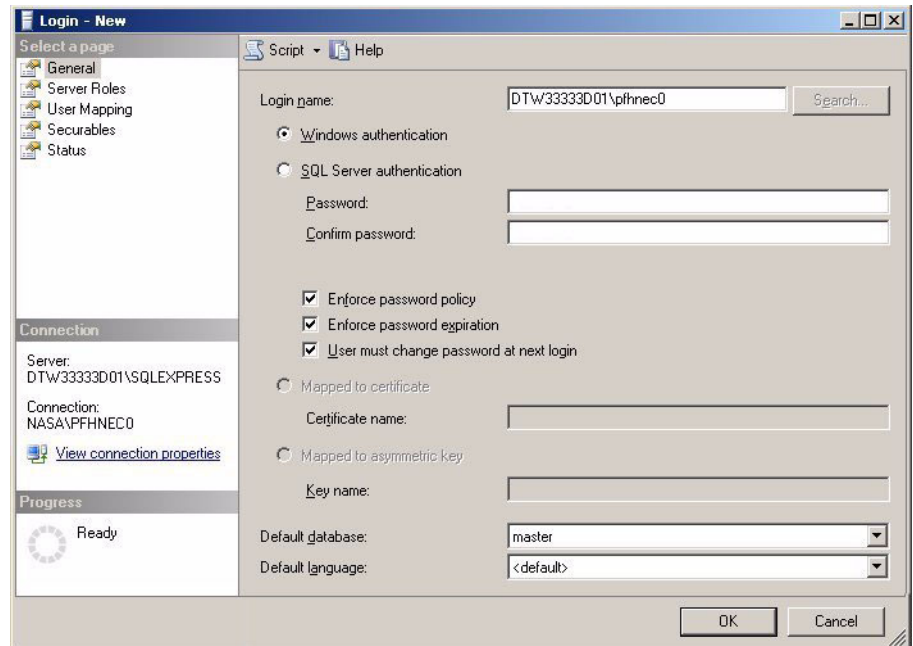 Login - New
Select a page
General
Server Roles
User Mapping
Securables
Status
Connection
Server:
DTW33333D01\SQLEXPRESS
Connection:
NASA\PFHNEC0
View connection properties
Progress
Ready
Script
Help
Login name:
DTW33333D01\pfhnec0
Search...
Windows authentication
SQL Server authentication
Password:
Confirm password:
Enforce password policy
Enforce password expiration
User must change password at next login
Mapped to certificate
Certificate name:
Mapped to asymmetric key
Key name:
Default database:
master
Default language:
<default>
OK
Cancel